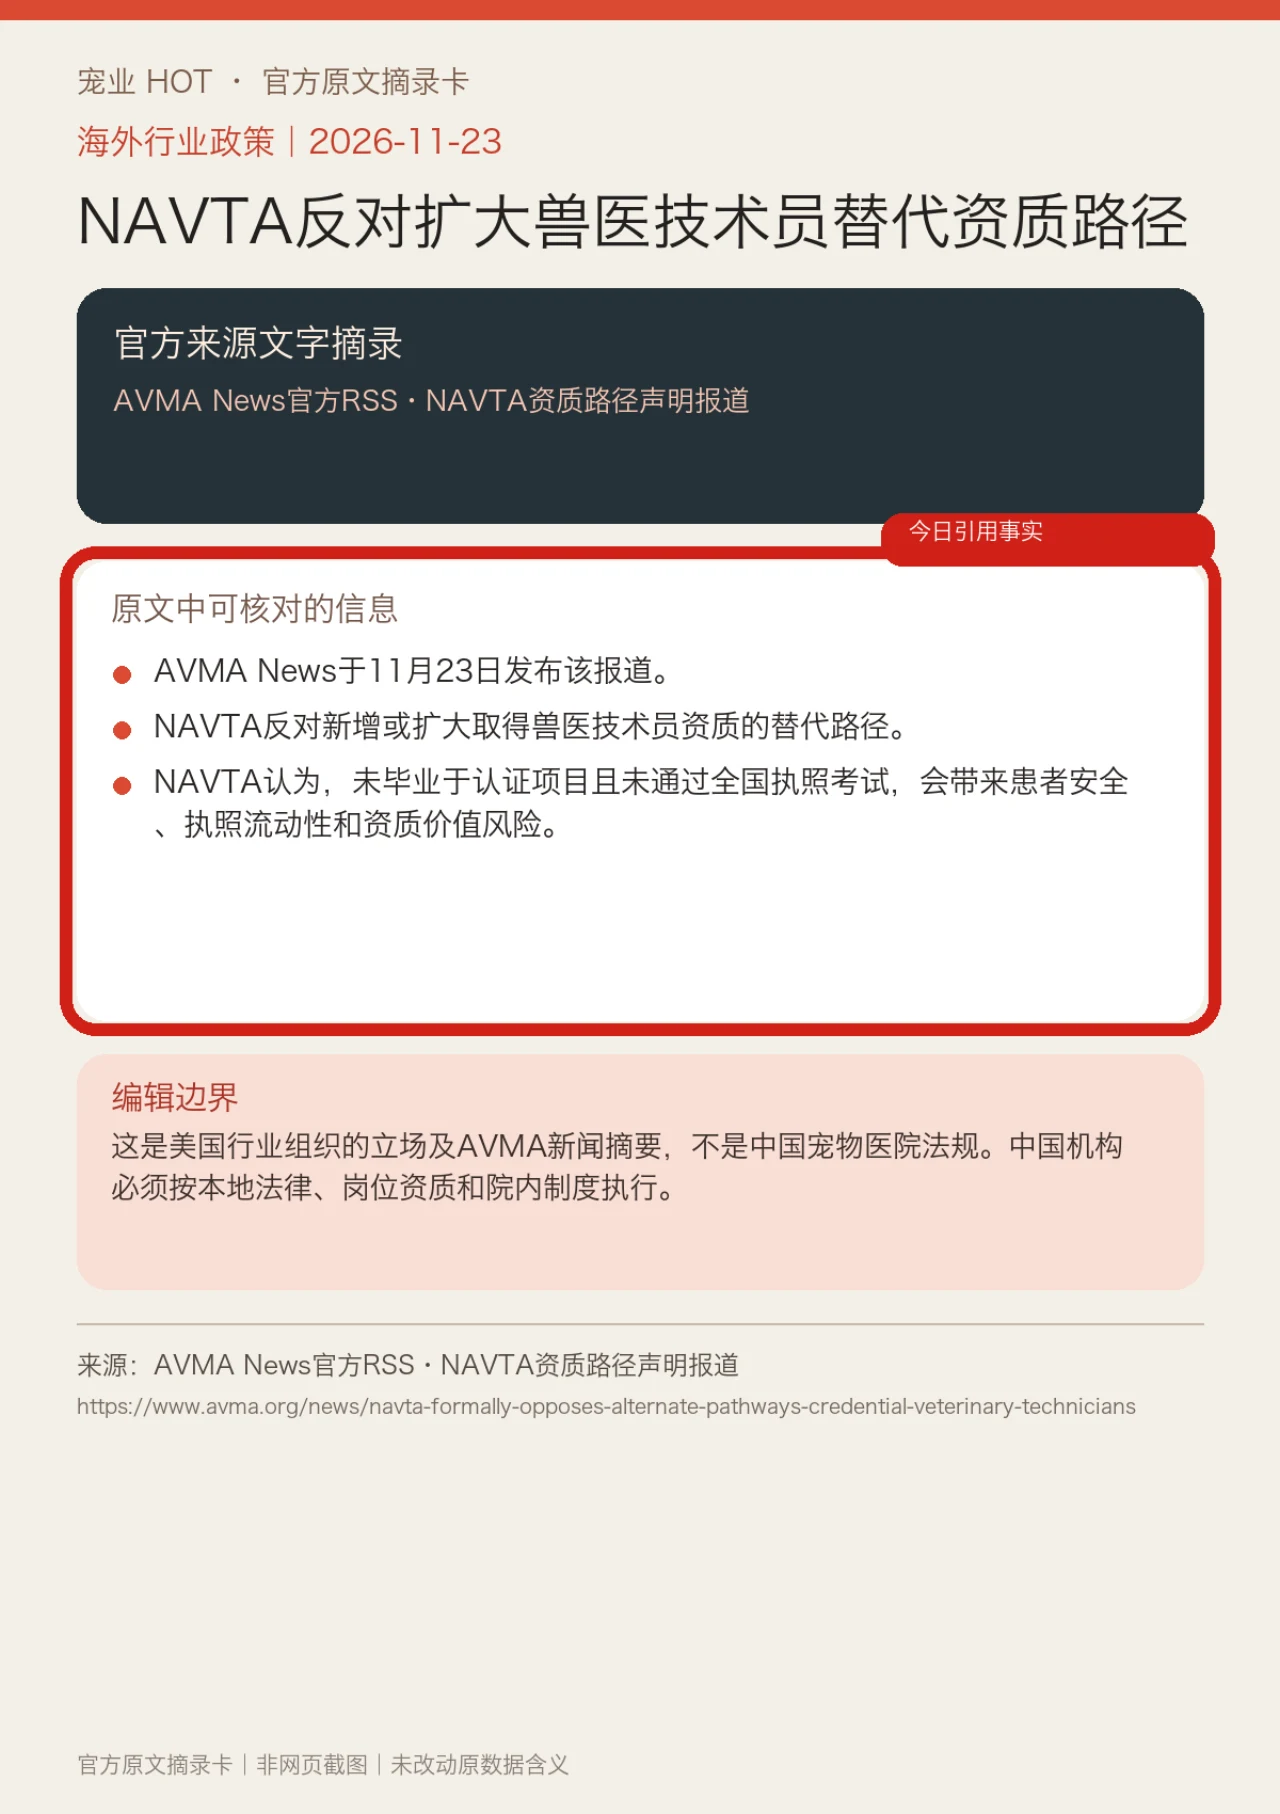 宠业 HOT · 官方原文摘录卡
海外行业政策｜2026-11-23
NAVTA反对扩大兽医技术员替代资质路径
官方来源文字摘录
AVMA News官方RSS·NAVTA资质路径声明报道
今日引用事实
原文中可核对的信息
AVMA News于11月23日发布该报道。
NAVTA反对新增或扩大取得兽医技术员资质的替代路径。
NAVTA认为，未毕业于认证项目且未通过全国执照考试，会带来患者安全
、执照流动性和资质价值风险。
编辑边界
这是美国行业组织的立场及AVMA新闻摘要，不是中国宠物医院法规。中国机构
必须按本地法律、岗位资质和院内制度执行。
来源：AVMA News官方RSS·NAVTA资质路径声明报道
https://www.avma.org/news/navta-formally-opposes-alternate-pathways-credential-veterinary-technicians
官方原文摘录卡｜非网页截图｜未改动原数据含义